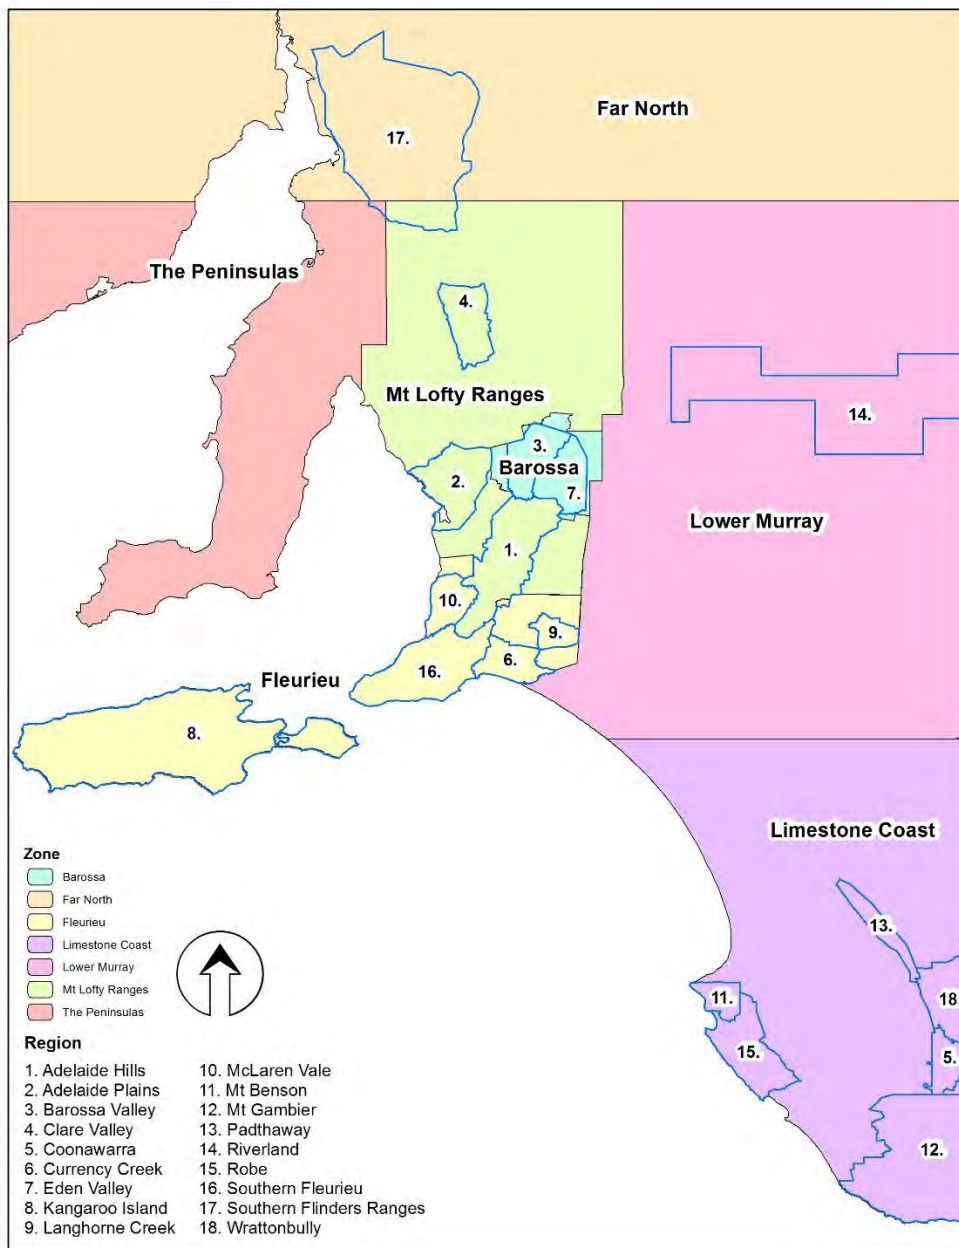 Far North
17.
The Peninsulas
4.
Mt Lofty Ranges
14.
3.
Barossa
2.
7.
Lower Murray
1.
10.
9.
6.
16.
Fleurieu
8.
Limestone Coast
13.
18.
11.
15.
5.
12.
Zone
Barossa
Far North
Fleurieu
Limestone Coast
Lower Murray
Mt Lofty Ranges
The Peninsulas
Region
1. Adelaide Hills
2. Adelaide Plains
3. Barossa Valley
4. Clare Valley
5. Coonawarra
6. Currency Creek
7. Eden Valley
8. Kangaroo Island
9. Langhorne Creek
10. McLaren Vale
11. Mt Benson
12. Mt Gambier
13. Padthaway
14. Riverland
15. Robe
16. Southern Fleurieu
17. Southern Flinders Ranges
18. Wrattonbully